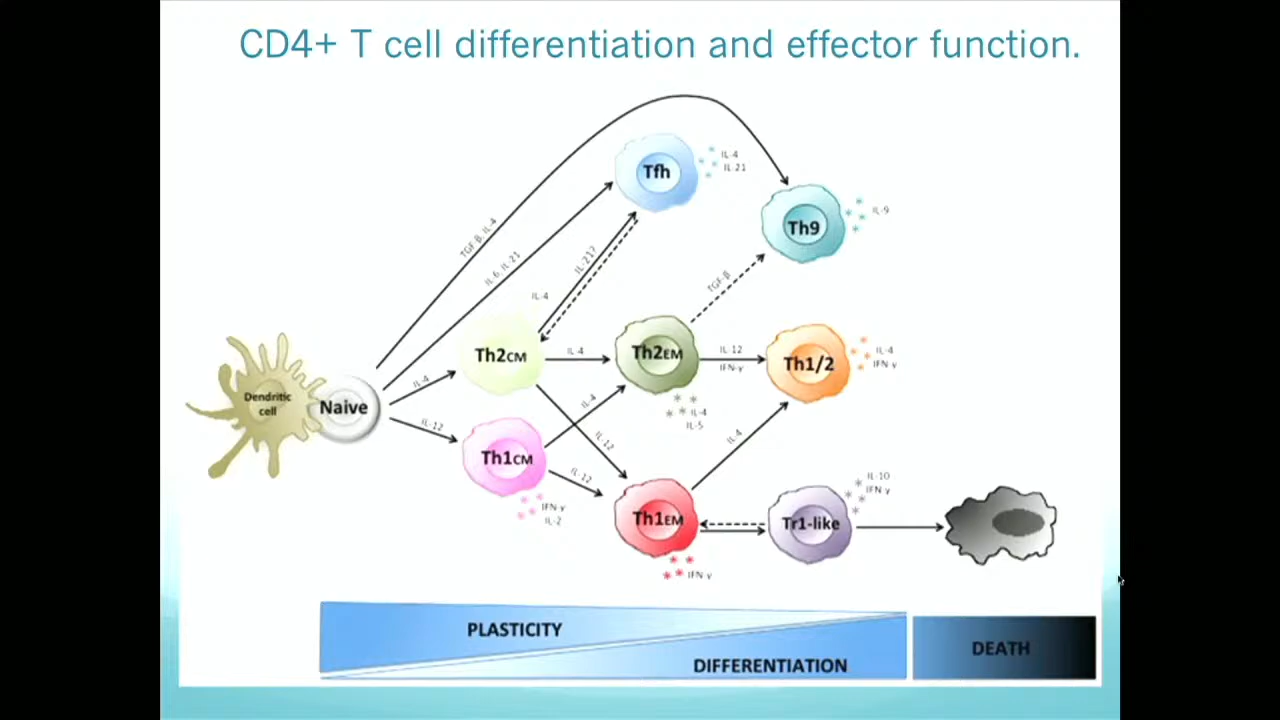 CD4+ T cell differentiation and effector function.
TGF-β, IL-4
IL-6, IL-21
Tfh
IL-4
IL-21
Th9
IL-9
IL-21?
IL-4
TGF-β
Dendritic
cell
Naive
IL-4
IL-12
Th2CM
IL-4
Th2EM
IL-4
IL-5
IL-12
IFN-γ
Th1/2
IL-4
IFN-γ
Th1CM
IFN-γ
IL-2
IL-4
IL-12
IL-12
Th1EM
IFN-γ
IL-4
Tr1-like
IL-10
IFN-γ
PLASTICITY
DIFFERENTIATION
DEATH